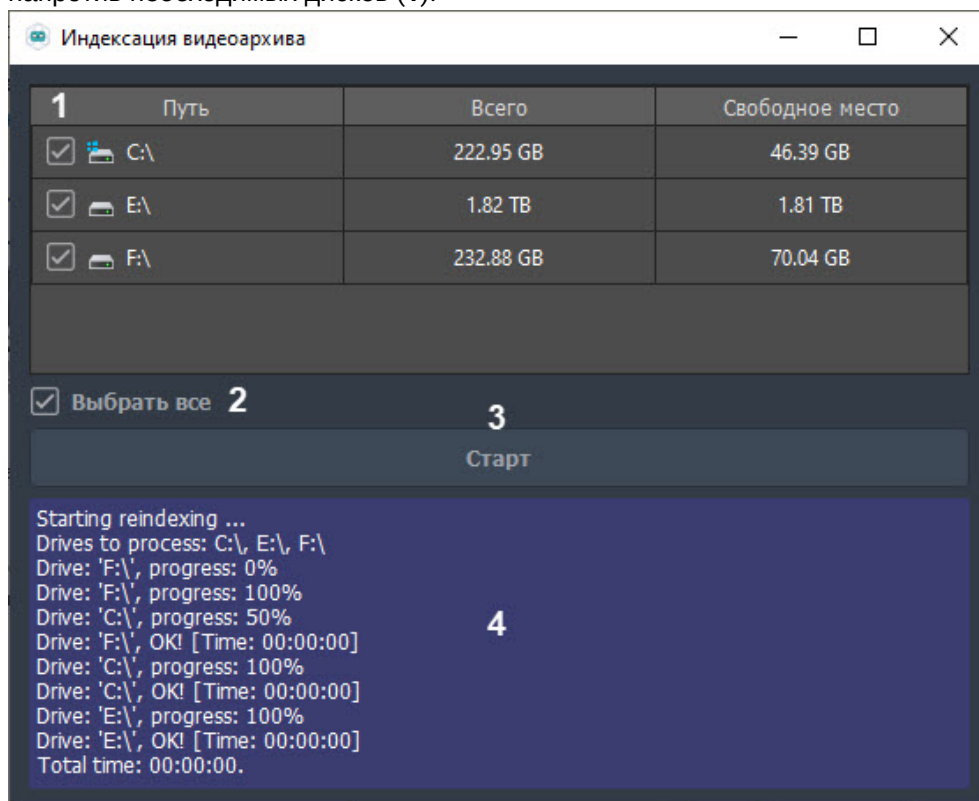 напротив необходимых дисков (V).
Индексация видеоархива
1 Путь Всего Свободное место
C:\ 222.95 GB 46.39 GB
E:\ 1.82 TB 1.81 TB
F:\ 232.88 GB 70.04 GB
Выбрать все 2
3
Старт
Starting reindexing ...
Drives to process: C:\, E:\, F:\
Drive: 'F:\', progress: 0%
Drive: 'F:\', progress: 100%
Drive: 'C:\', progress: 50%
4
Drive: 'F:\', OK! [Time: 00:00:00]
Drive: 'C:\', progress: 100%
Drive: 'C:\', OK! [Time: 00:00:00]
Drive: 'E:\', progress: 100%
Drive: 'E:\', OK! [Time: 00:00:00]
Total time: 00:00:00.